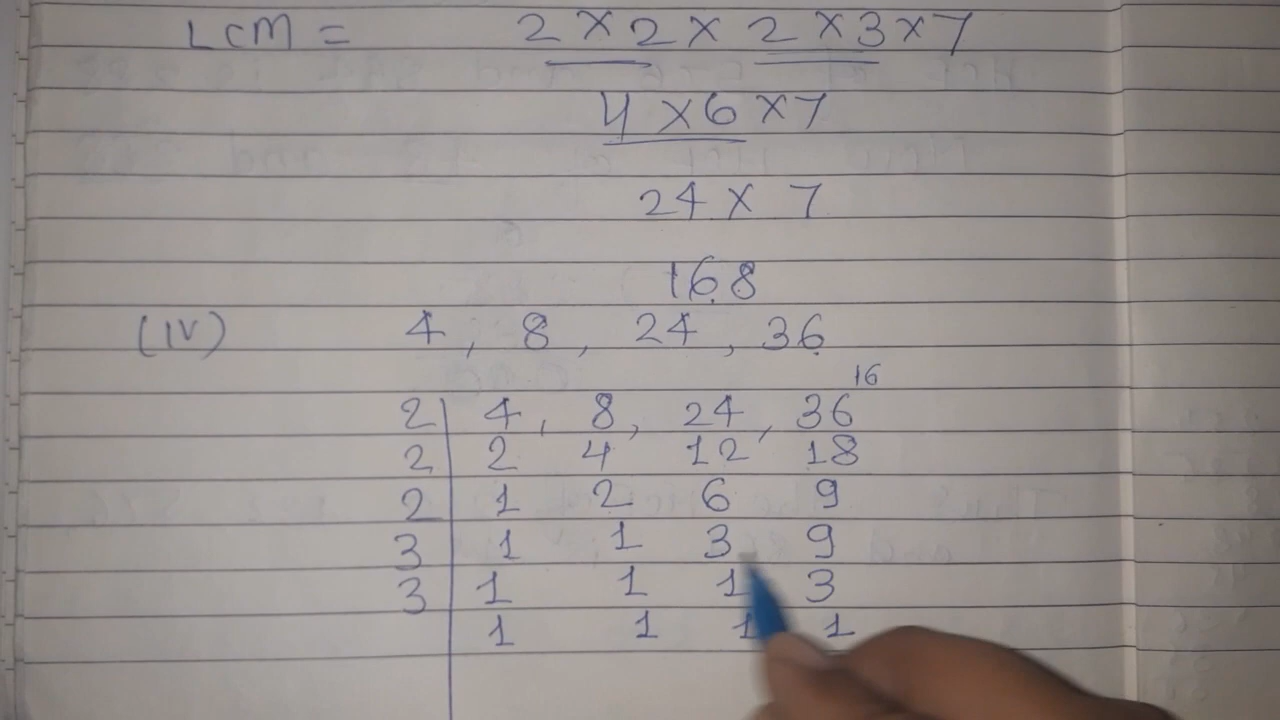 LCM = 2 × 2 × 2 × 3 × 7
4 × 6 × 7
24 × 7
168
(IV) 4, 8, 24, 36
16
2 4, 8, 24, 36
2 2 4 12 18
2 1 2 6 9
3 1 1 3 9
3 1 1 1 3
1 1 1 1